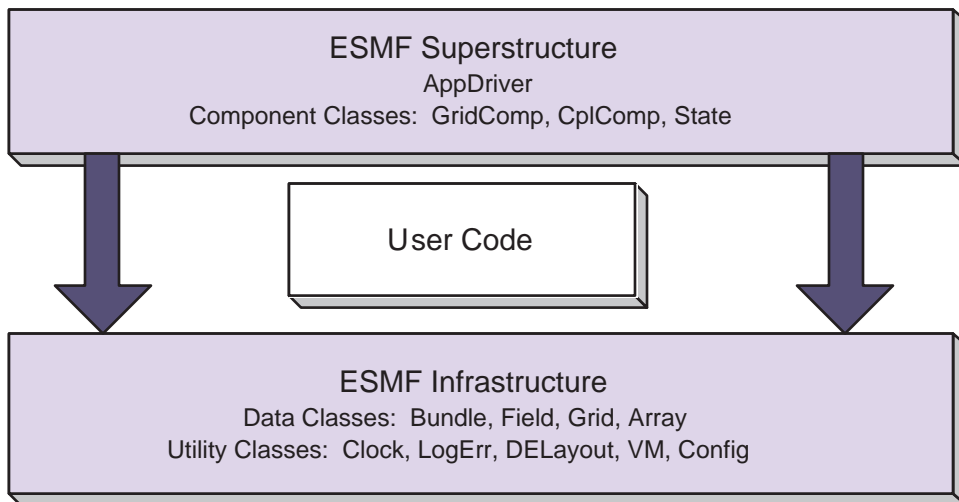 ESMF Superstructure
AppDriver
Component Classes: GridComp, CplComp, State
User Code
ESMF Infrastructure
Data Classes: Bundle, Field, Grid, Array
Utility Classes: Clock, LogErr, DELayout, VM, Config